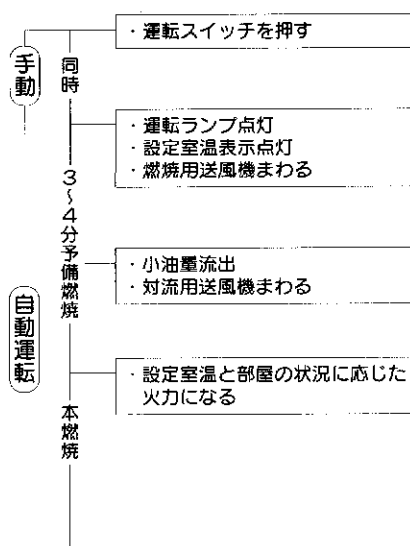 ・運転スイッチを押す
手動
同時
・運転ランプ点灯
・設定室温表示点灯
・燃焼用送風機まわる
3〜4分予備燃焼
・小油量流出
・対流用送風機まわる
自動運転
・設定室温と部屋の状況に応じた
火力になる
本燃焼